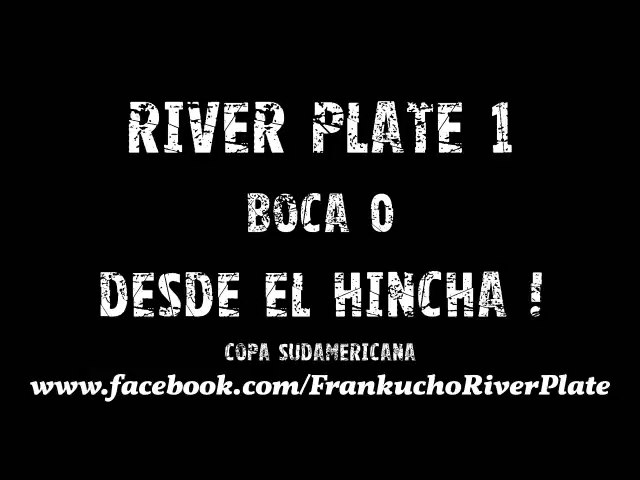 RIVER PLATE 1
BOCA 0
DESDE EL HINCHA !
COPA SUDAMERICANA
www.facebook.com/FrankuchoRiverPlate